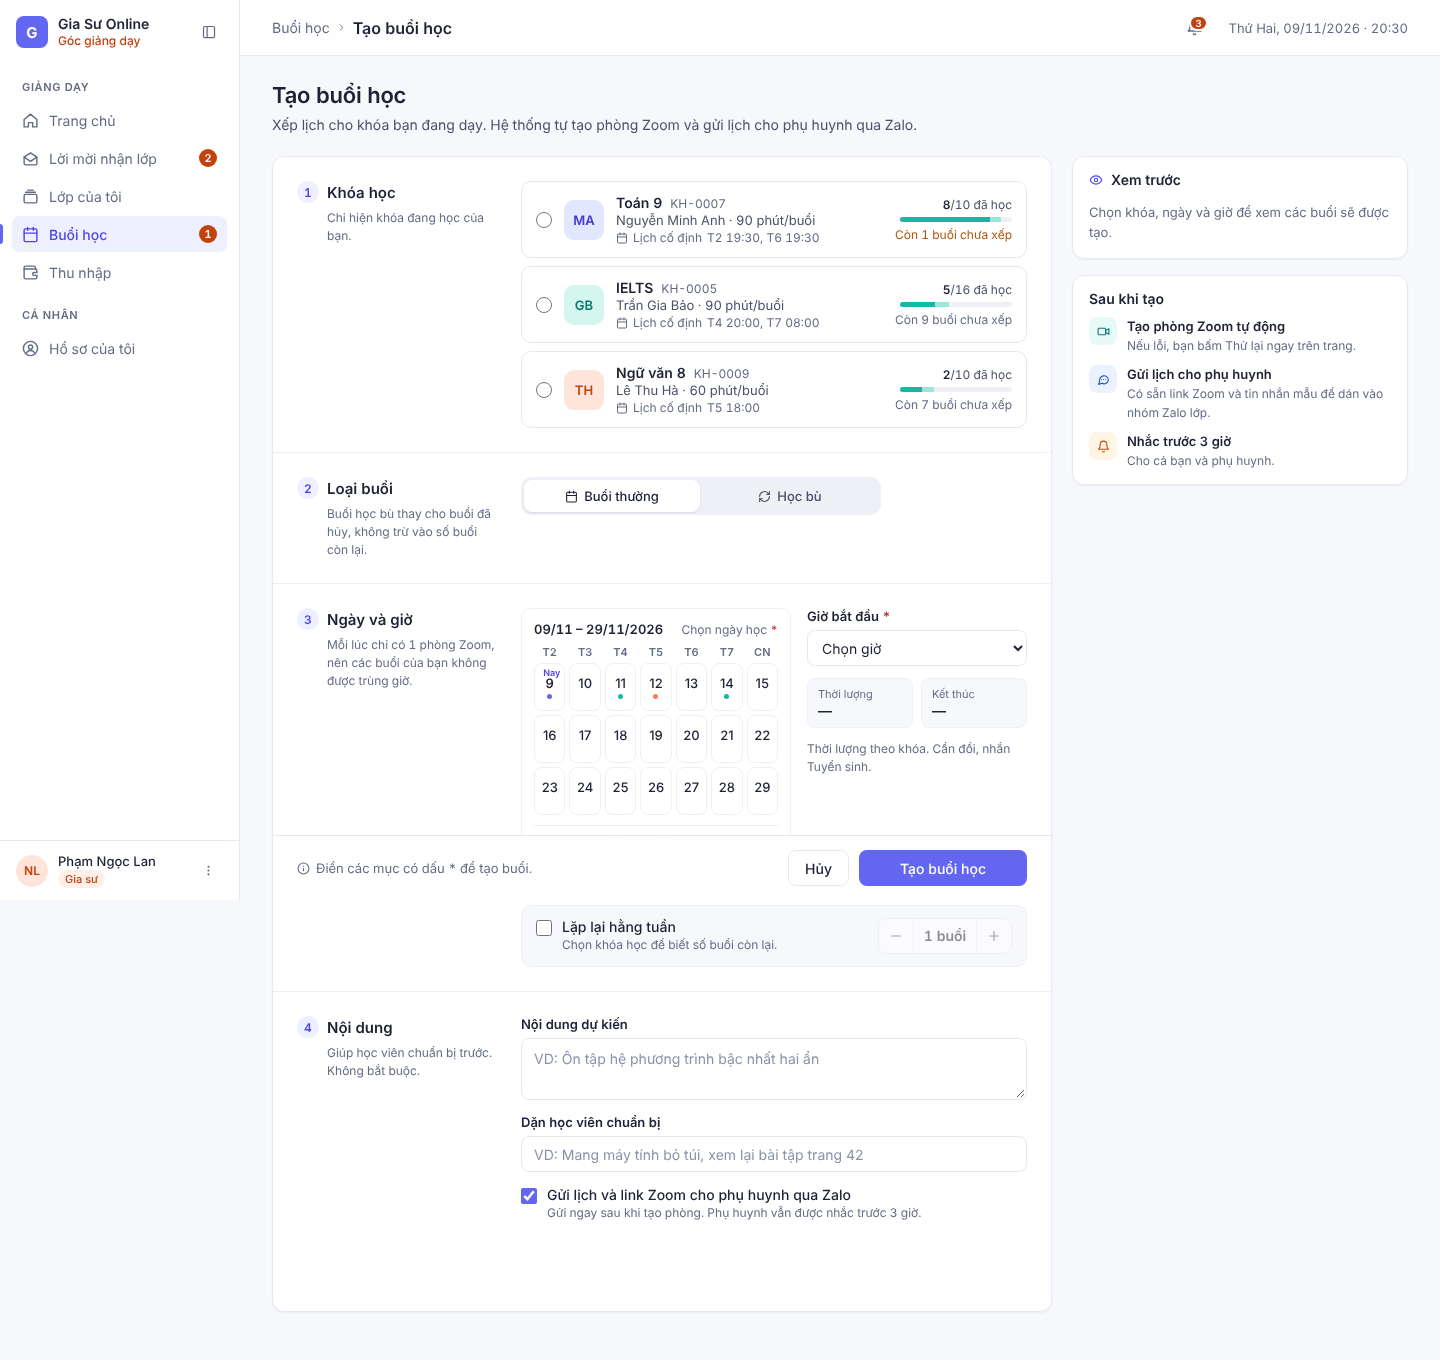 G
Gia Sư Online
Góc giảng dạy
GIẢNG DẠY
Trang chủ
Lời mời nhận lớp
2
Lớp của tôi
Buổi học
1
Thu nhập
CÁ NHÂN
Hồ sơ của tôi
NL
Phạm Ngọc Lan
Gia sư
Buổi học
Tạo buổi học
3
Thứ Hai, 09/11/2026 · 20:30
Tạo buổi học
Xếp lịch cho khóa bạn đang dạy. Hệ thống tự tạo phòng Zoom và gửi lịch cho phụ huynh qua Zalo.
1
Khóa học
Chỉ hiện khóa đang học của
bạn.
MA
Toán 9 KH-0007
Nguyễn Minh Anh · 90 phút/buổi
Lịch cố định T2 19:30, T6 19:30
8/10 đã học
Còn 1 buổi chưa xếp
GB
IELTS KH-0005
Trần Gia Bảo · 90 phút/buổi
Lịch cố định T4 20:00, T7 08:00
5/16 đã học
Còn 9 buổi chưa xếp
TH
Ngữ văn 8 KH-0009
Lê Thu Hà · 60 phút/buổi
Lịch cố định T5 18:00
2/10 đã học
Còn 7 buổi chưa xếp
2
Loại buổi
Buổi học bù thay cho buổi đã
hủy, không trừ vào số buổi
còn lại.
Buổi thường
Học bù
3
Ngày và giờ
Mỗi lúc chỉ có 1 phòng Zoom,
nên các buổi của bạn không
được trùng giờ.
09/11 – 29/11/2026
Chọn ngày học *
T2 T3 T4 T5 T6 T7 CN
Nay
9 10 11 12 13 14 15
16 17 18 19 20 21 22
23 24 25 26 27 28 29
Giờ bắt đầu *
Chọn giờ
Thời lượng
—
Kết thúc
—
Thời lượng theo khóa. Cần đổi, nhắn
Tuyển sinh.
Điền các mục có dấu * để tạo buổi.
Hủy
Tạo buổi học
Lặp lại hằng tuần
Chọn khóa học để biết số buổi còn lại.
− 1 buổi +
4
Nội dung
Giúp học viên chuẩn bị trước.
Không bắt buộc.
Nội dung dự kiến
VD: Ôn tập hệ phương trình bậc nhất hai ẩn
Dặn học viên chuẩn bị
VD: Mang máy tính bỏ túi, xem lại bài tập trang 42
Gửi lịch và link Zoom cho phụ huynh qua Zalo
Gửi ngay sau khi tạo phòng. Phụ huynh vẫn được nhắc trước 3 giờ.
Xem trước
Chọn khóa, ngày và giờ để xem các buổi sẽ được
tạo.
Sau khi tạo
Tạo phòng Zoom tự động
Nếu lỗi, bạn bấm Thử lại ngay trên trang.
Gửi lịch cho phụ huynh
Có sẵn link Zoom và tin nhắn mẫu để dán vào
nhóm Zalo lớp.
Nhắc trước 3 giờ
Cho cả bạn và phụ huynh.